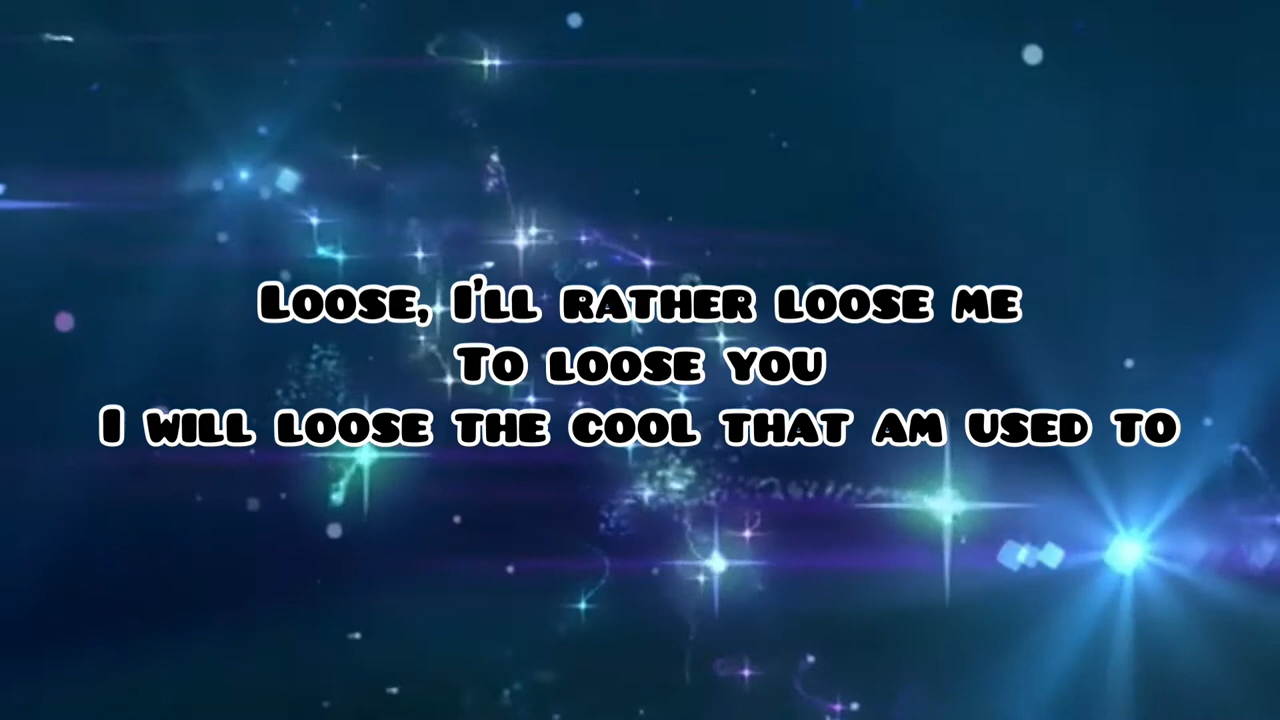 Loose, I'll rather loose me
To loose you
I will loose the cool that am used to